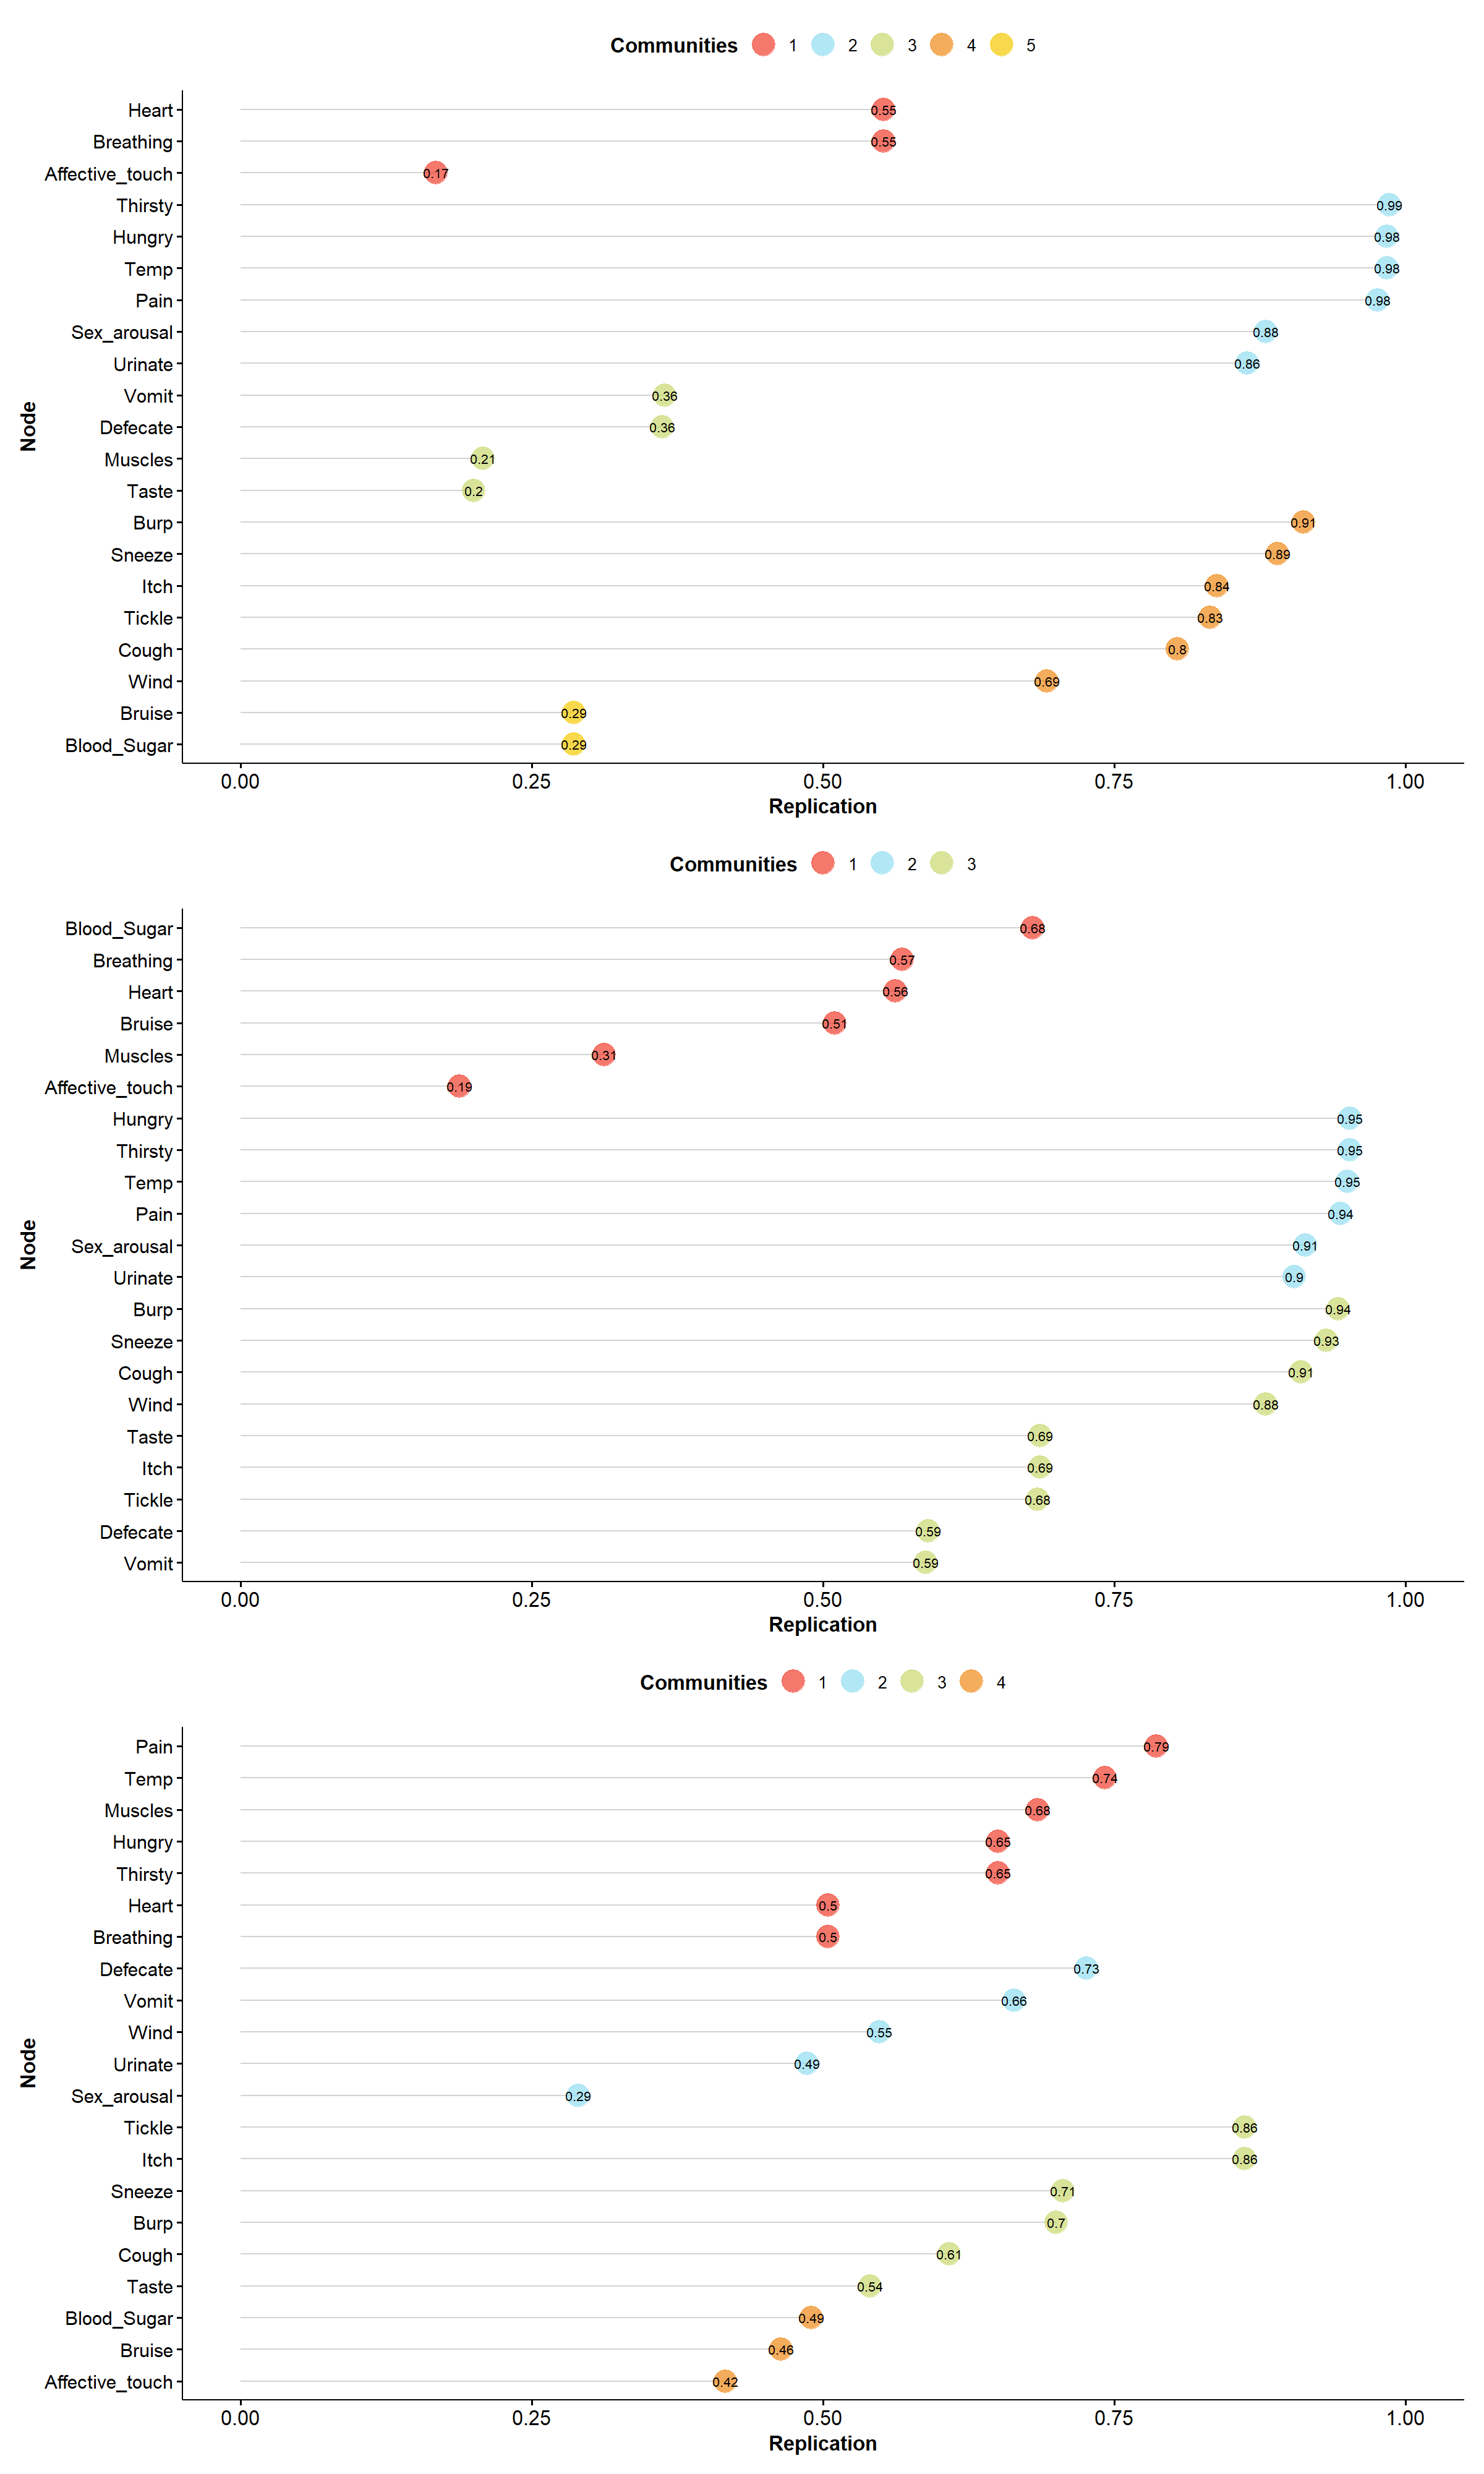 Communities 1 2 3 4 5
Node
Heart 0.55
Breathing 0.55
Affective_touch 0.17
Thirsty 0.99
Hungry 0.98
Temp 0.98
Pain 0.98
Sex_arousal 0.88
Urinate 0.86
Vomit 0.36
Defecate 0.36
Muscles 0.21
Taste 0.2
Burp 0.91
Sneeze 0.89
Itch 0.84
Tickle 0.83
Cough 0.8
Wind 0.69
Bruise 0.29
Blood_Sugar 0.29
0.00 0.25 0.50 0.75 1.00
Replication
Communities 1 2 3
Node
Blood_Sugar 0.68
Breathing 0.57
Heart 0.56
Bruise 0.51
Muscles 0.31
Affective_touch 0.19
Hungry 0.95
Thirsty 0.95
Temp 0.95
Pain 0.94
Sex_arousal 0.91
Urinate 0.9
Burp 0.94
Sneeze 0.93
Cough 0.91
Wind 0.88
Taste 0.69
Itch 0.69
Tickle 0.68
Defecate 0.59
Vomit 0.59
0.00 0.25 0.50 0.75 1.00
Replication
Communities 1 2 3 4
Node
Pain 0.79
Temp 0.74
Muscles 0.68
Hungry 0.65
Thirsty 0.65
Heart 0.5
Breathing 0.5
Defecate 0.73
Vomit 0.66
Wind 0.55
Urinate 0.49
Sex_arousal 0.29
Tickle 0.86
Itch 0.86
Sneeze 0.71
Burp 0.7
Cough 0.61
Taste 0.54
Blood_Sugar 0.49
Bruise 0.46
Affective_touch 0.42
0.00 0.25 0.50 0.75 1.00
Replication